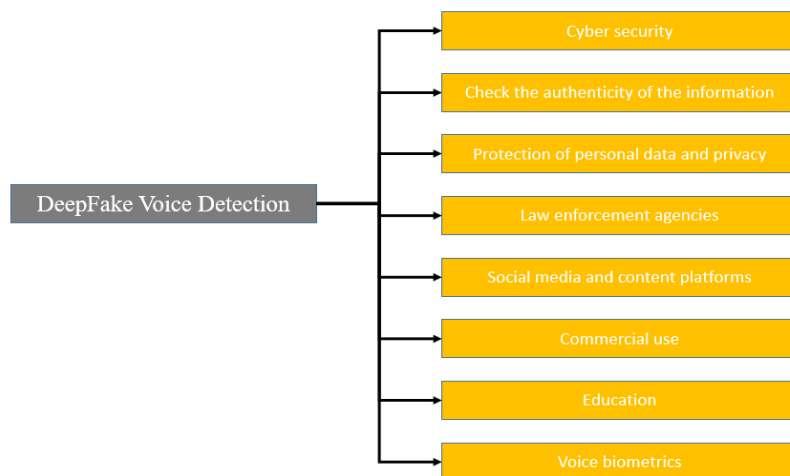 Cyber security
Check the authenticity of the information
Protection of personal data and privacy
DeepFake Voice Detection
Law enforcement agencies
Social media and content platforms
Commercial use
Education
Voice biometrics